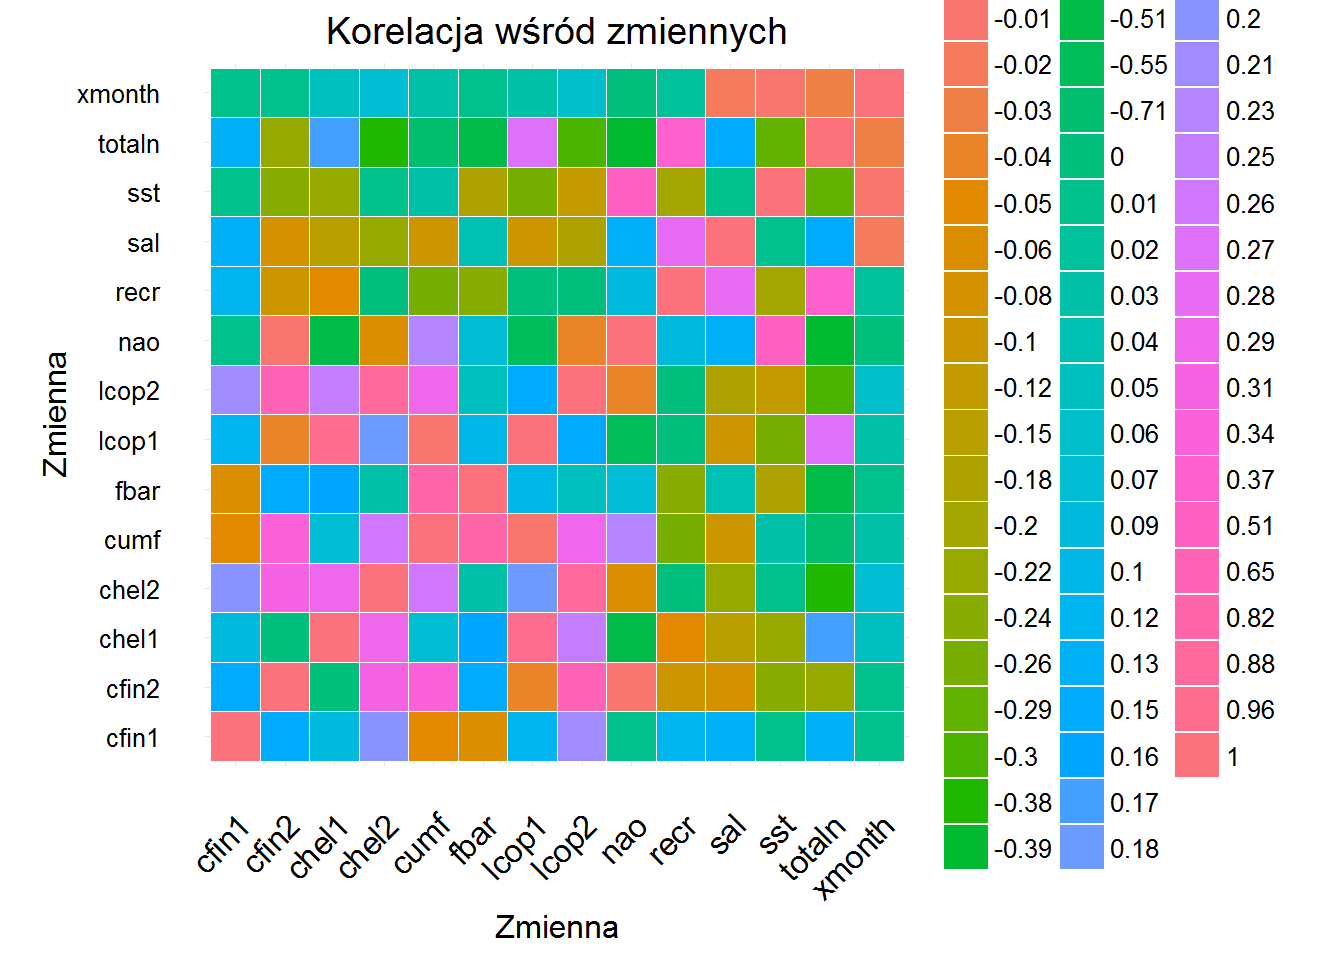 Korelacja wśród zmiennych
Zmienna
xmonth
totaln
sst
sal
recr
nao
lcop2
lcop1
fbar
cumf
chel2
chel1
cfin2
cfin1
cfin1
cfin2
chel1
chel2
cumf
fbar
lcop1
lcop2
nao
recr
sal
sst
totaln
xmonth
Zmienna
-0.01
-0.02
-0.03
-0.04
-0.05
-0.06
-0.08
-0.1
-0.12
-0.15
-0.18
-0.2
-0.22
-0.24
-0.26
-0.29
-0.3
-0.38
-0.39
-0.51
-0.55
-0.71
0
0.01
0.02
0.03
0.04
0.05
0.06
0.07
0.09
0.1
0.12
0.13
0.15
0.16
0.17
0.18
0.2
0.21
0.23
0.25
0.26
0.27
0.28
0.29
0.31
0.34
0.37
0.51
0.65
0.82
0.88
0.96
1